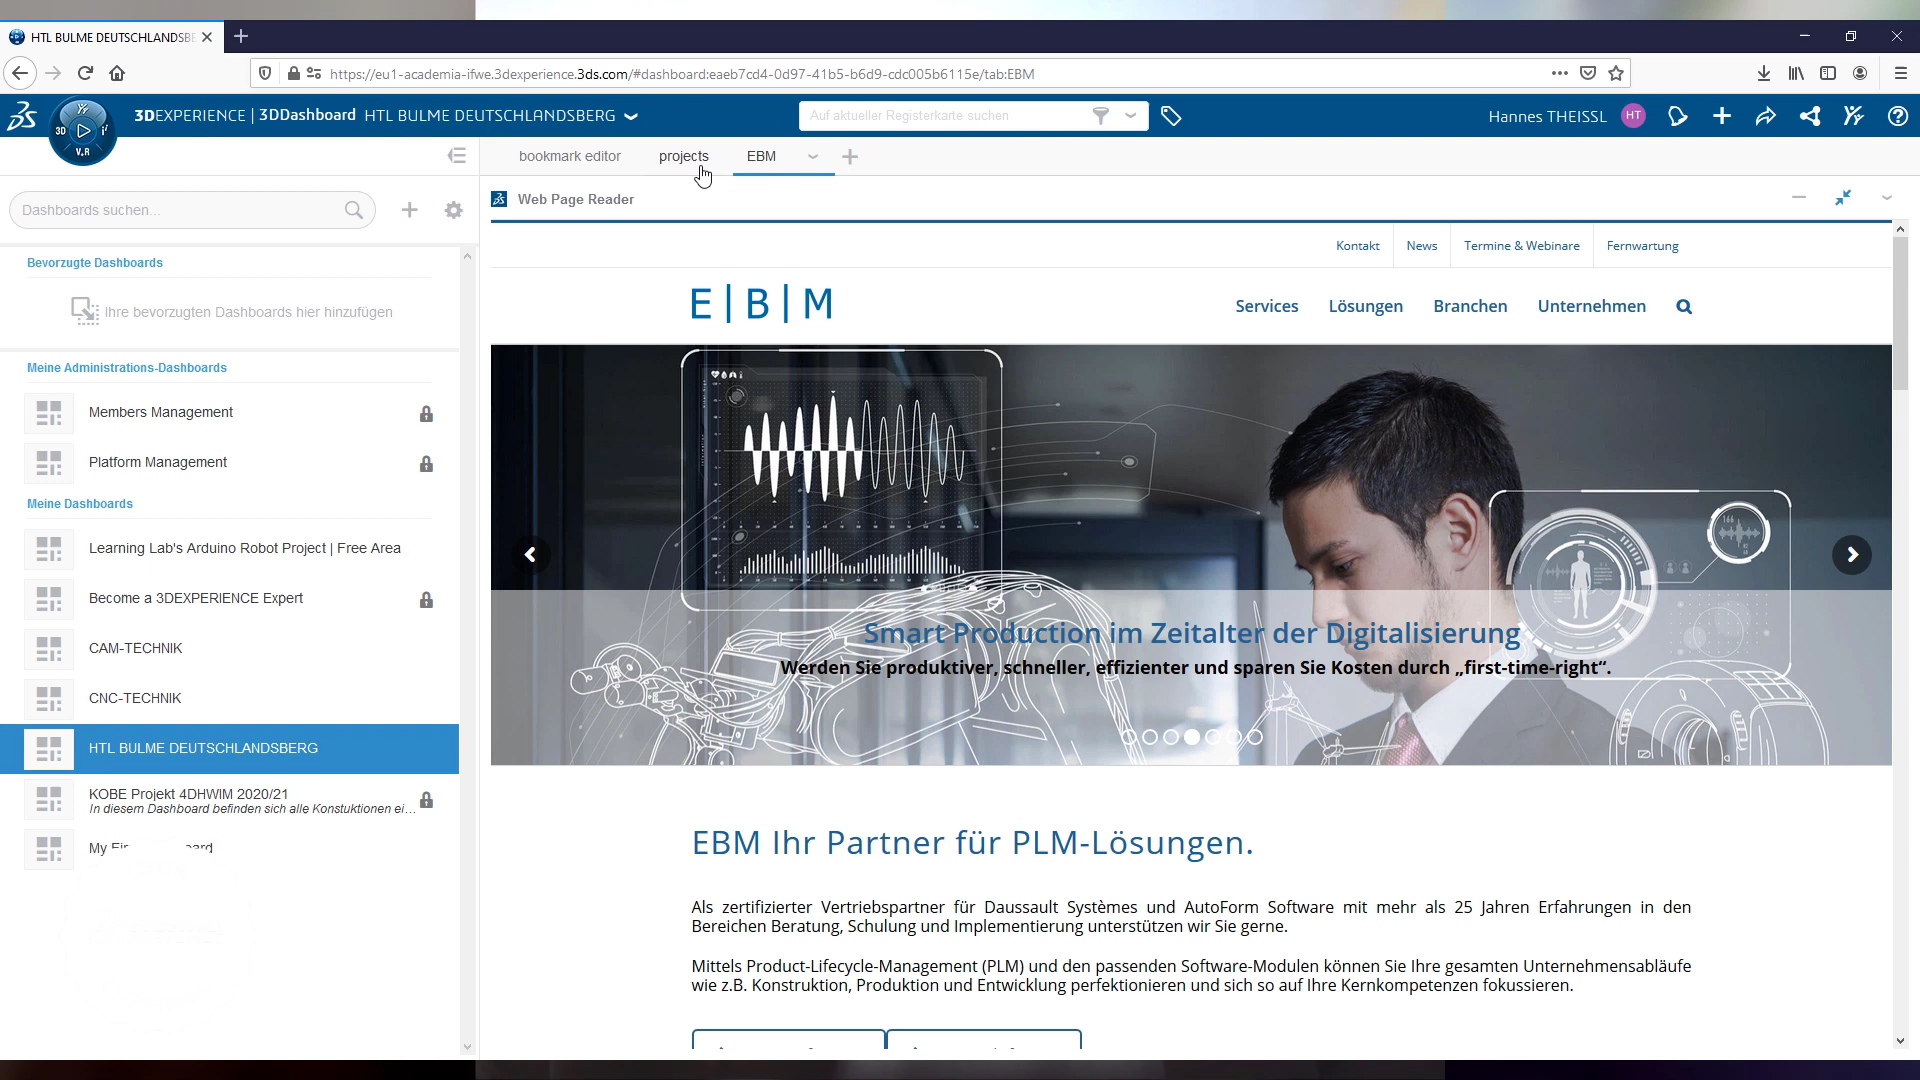 HTL BULME DEUTSCHLANDSBE
https://eu1-academia-ifwe.3dexperience.3ds.com/#dashboard:eaeb7cd4-0d97-41b5-b6d9-cdc005b6115e/tab:EBM
3DEXPERIENCE | 3DDashboard HTL BULME DEUTSCHLANDSBERG
Auf aktueller Registerkarte suchen
Hannes THEISSL
HT
3D
V.R
bookmark editor
projects
EBM
Dashboards suchen...
Web Page Reader
Bevorzugte Dashboards
Ihre bevorzugten Dashboards hier hinzufügen
Meine Administrations-Dashboards
Members Management
Platform Management
Meine Dashboards
Learning Lab's Arduino Robot Project | Free Area
Become a 3DEXPERIENCE Expert
CAM-TECHNIK
CNC-TECHNIK
HTL BULME DEUTSCHLANDSBERG
KOBE Projekt 4DHWIM 2020/21
In diesem Dashboard befinden sich alle Konstuktionen ei...
My
Kontakt
News
Termine & Webinare
Fernwartung
E|B|M
Services
Lösungen
Branchen
Unternehmen
166
Smart Production im Zeitalter der Digitalisierung
Werden Sie produktiver, schneller, effizienter und sparen Sie Kosten durch „first-time-right“.
EBM Ihr Partner für PLM-Lösungen.
Als zertifizierter Vertriebspartner für Daussault Systèmes und AutoForm Software mit mehr als 25 Jahren Erfahrungen in den
Bereichen Beratung, Schulung und Implementierung unterstützen wir Sie gerne.
Mittels Product-Lifecycle-Management (PLM) und den passenden Software-Modulen können Sie Ihre gesamten Unternehmensabläufe
wie z.B. Konstruktion, Produktion und Entwicklung perfektionieren und sich so auf Ihre Kernkompetenzen fokussieren.